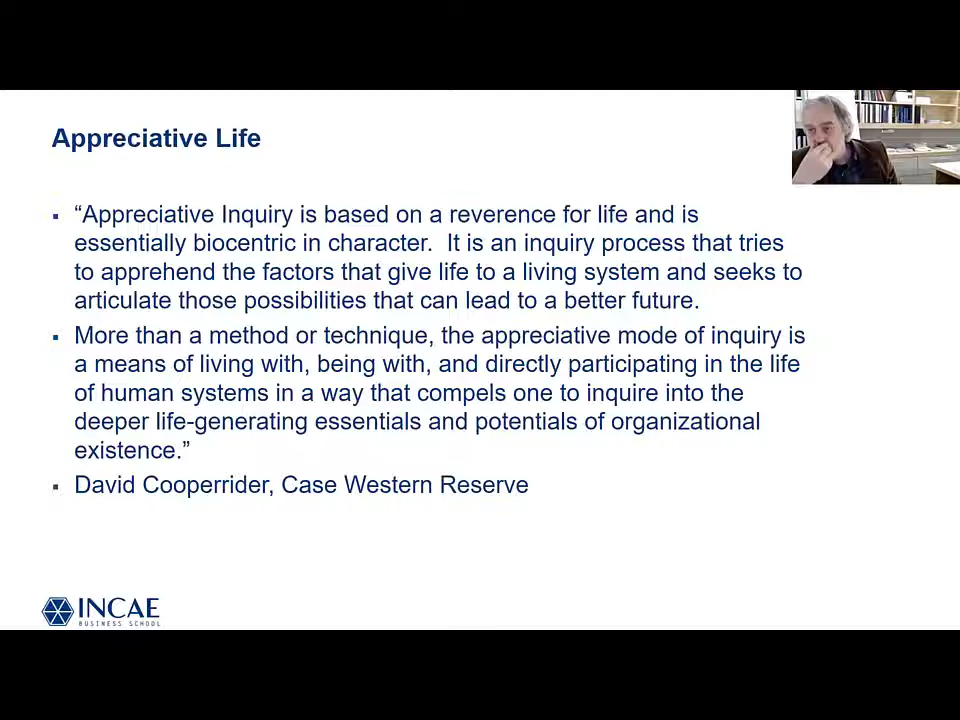 Appreciative Life
▪ “Appreciative Inquiry is based on a reverence for life and is
essentially biocentric in character.  It is an inquiry process that tries
to apprehend the factors that give life to a living system and seeks to
articulate those possibilities that can lead to a better future.
▪ More than a method or technique, the appreciative mode of inquiry is
a means of living with, being with, and directly participating in the life
of human systems in a way that compels one to inquire into the
deeper life-generating essentials and potentials of organizational
existence.”
▪ David Cooperrider, Case Western Reserve
INCAE
BUSINESS SCHOOL